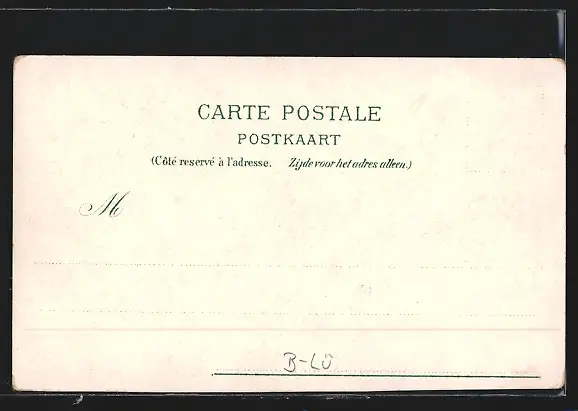 CARTE POSTALE
POSTKAART
(Côté reservé à l'adresse. Zijde voor het adres alleen.)
M
B-LÜ